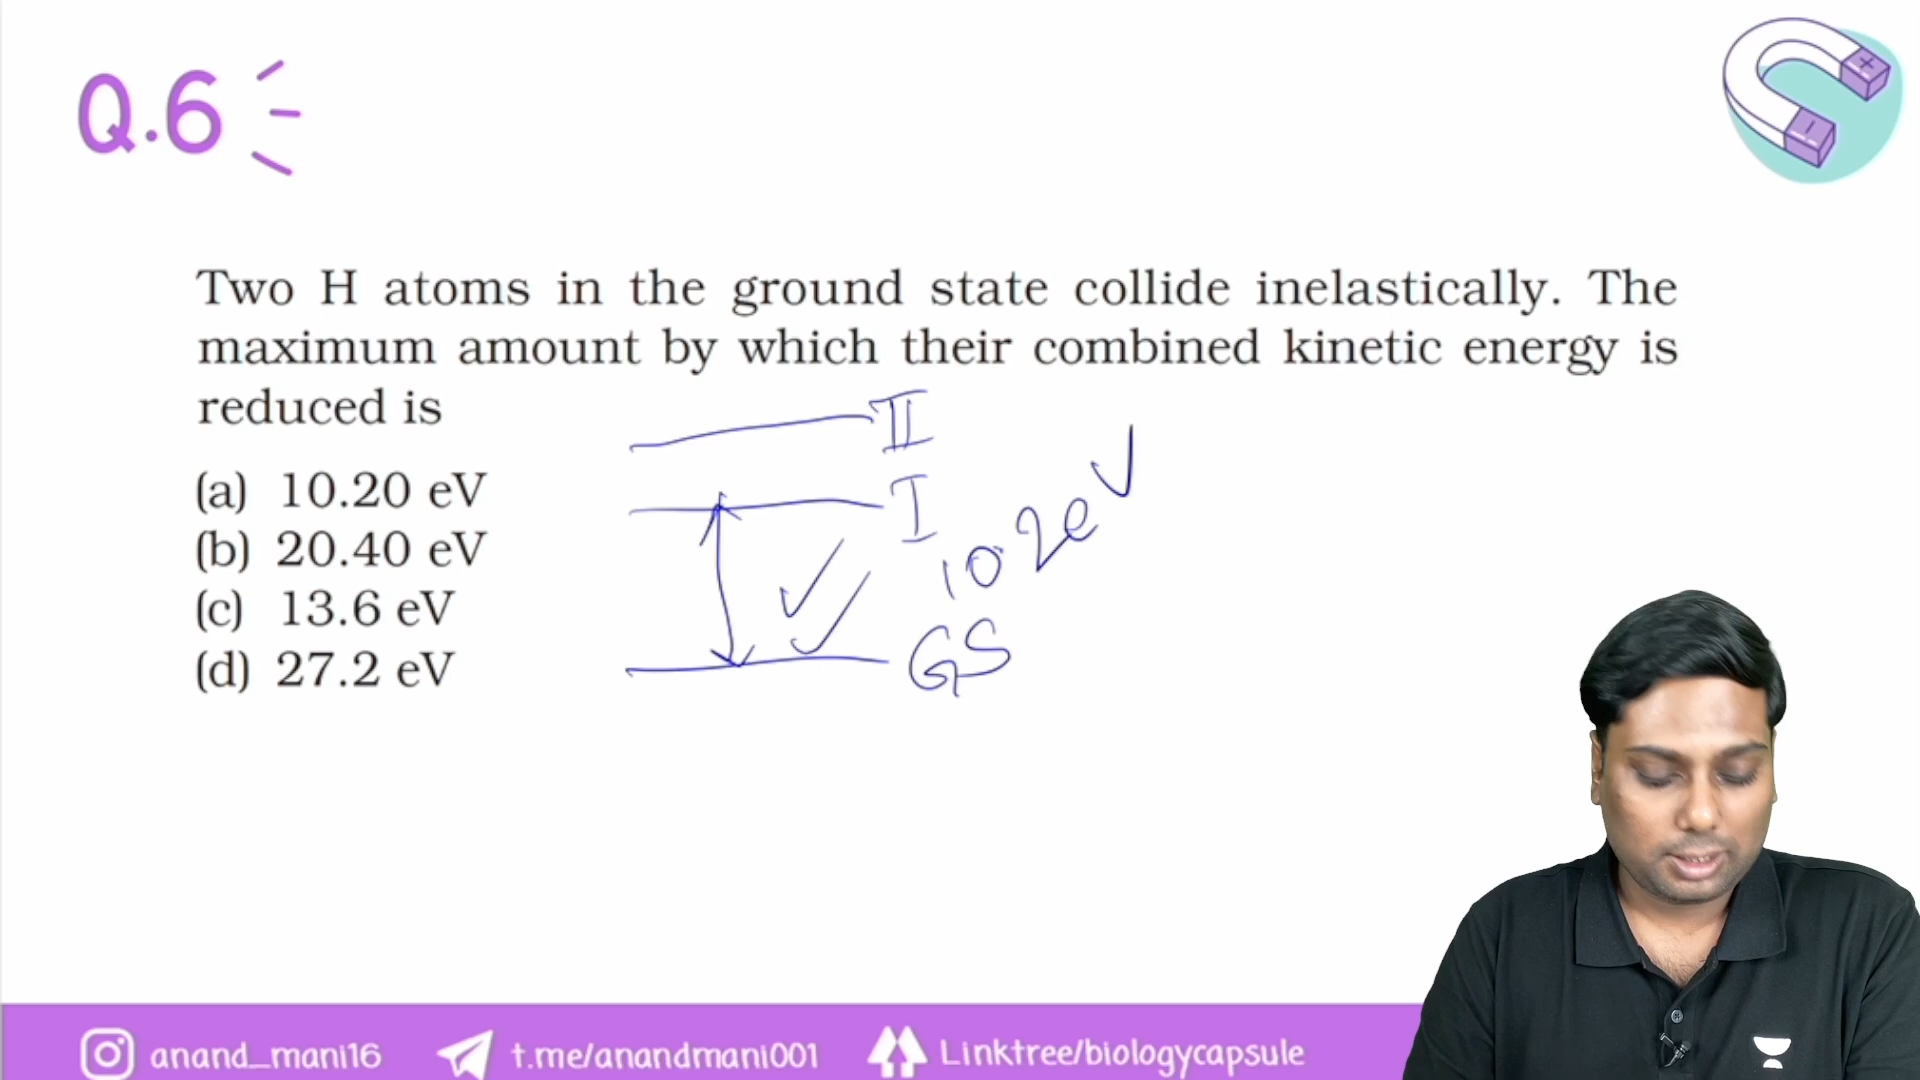 Q.6
Two H atoms in the ground state collide inelastically. The
maximum amount by which their combined kinetic energy is
reduced is
(a) 10.20 eV
(b) 20.40 eV
(c) 13.6 eV
(d) 27.2 eV
II
I
10.2eV
GS
anand_mani16
t.me/anandmani001
Linktree/biologycapsule